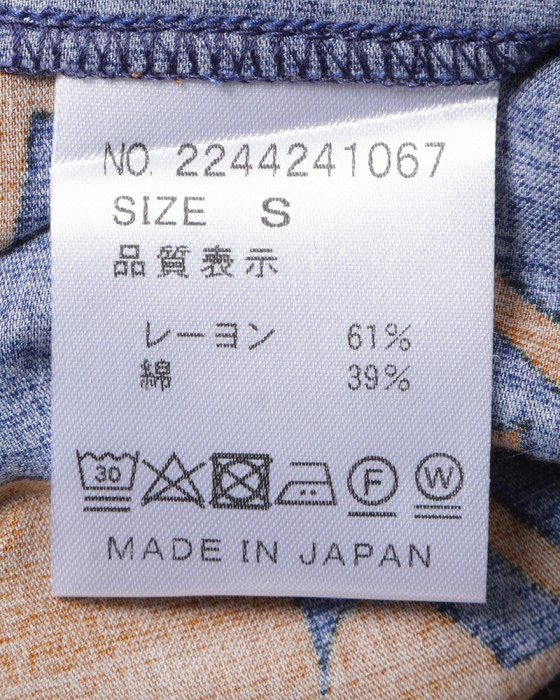 NO. 2244241067
SIZE S
品質表示
レーヨン 61%
綿 39%
30 F W
MADE IN JAPAN